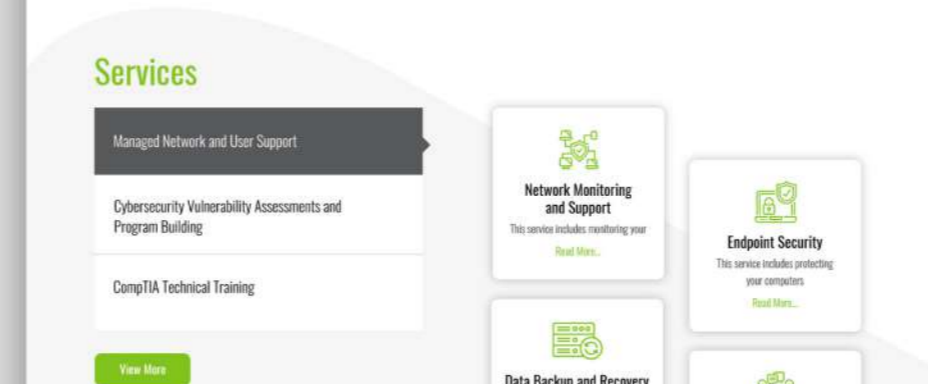 Services
Managed Network and User Support
Cybersecurity Vulnerability Assessments and
Program Building
CompTIA Technical Training
View More
Network Monitoring
and Support
This service includes monitoring your
Read More...
Data Backup and Recovery
Endpoint Security
This service includes protecting
your computers
Read More...